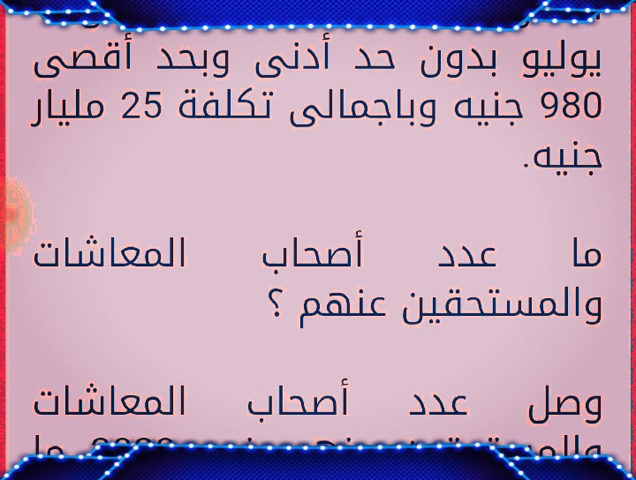 يوليو بدون حد أدنى وبحد أقصى
980 جنيه وباجمالى تكلفة 25 مليار
جنيه.
ما عدد أصحاب المعاشات
والمستحقين عنهم ؟
وصل عدد أصحاب المعاشات